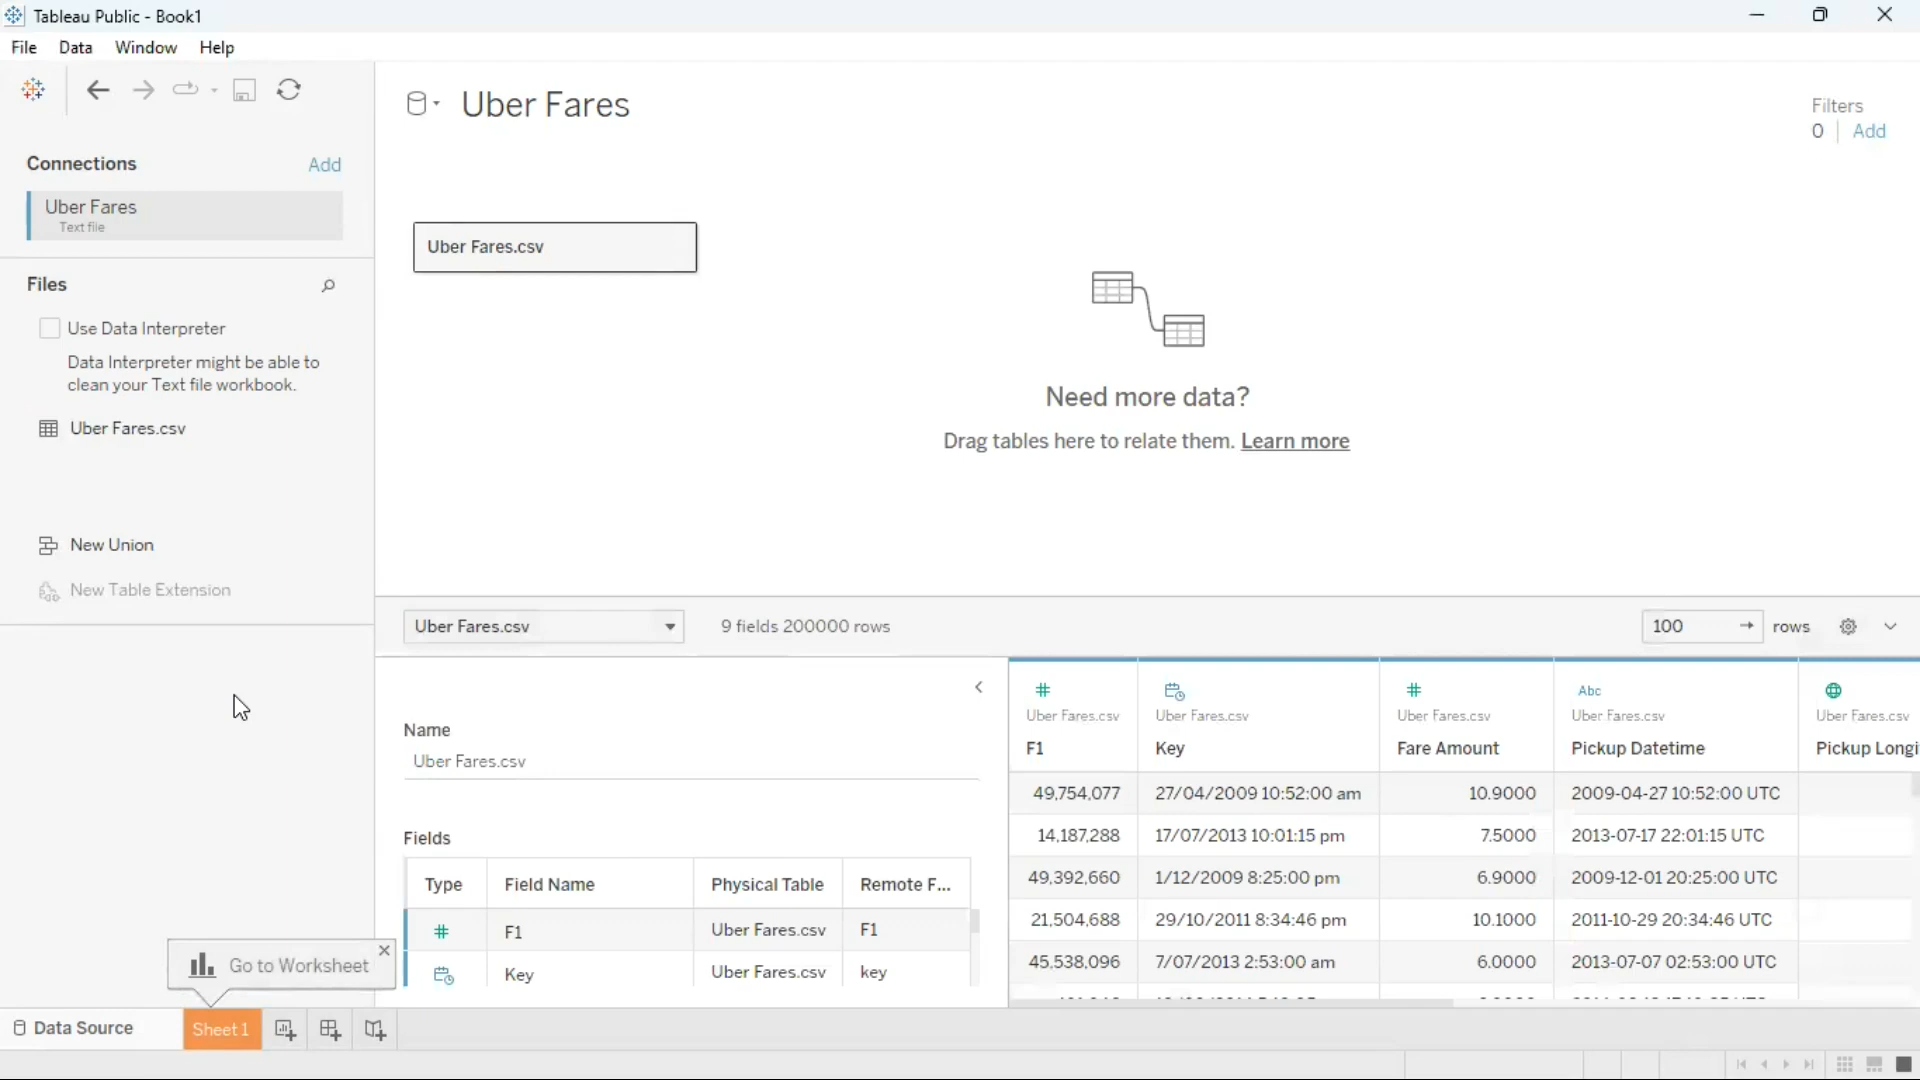 Tableau Public - Book1
File Data Window Help
Uber Fares
Filters
0 Add
Connections Add
Uber Fares
Text file
Uber Fares.csv
Files
Use Data Interpreter
Data Interpreter might be able to
clean your Text file workbook.
Uber Fares.csv
Need more data?
Drag tables here to relate them. Learn more
New Union
New Table Extension
Uber Fares.csv 9 fields 200000 rows 100 rows
Name
Uber Fares.csv
Fields
Type Field Name Physical Table Remote F...
# F1 Uber Fares.csv F1
Key Uber Fares.csv key
# # Abc
Uber Fares.csv Uber Fares.csv Uber Fares.csv Uber Fares.csv Uber Fares.csv
F1 Key Fare Amount Pickup Datetime Pickup Longi
49,754,077 27/04/2009 10:52:00 am 10.9000 2009-04-27 10:52:00 UTC
14,187,288 17/07/2013 10:01:15 pm 7.5000 2013-07-17 22:01:15 UTC
49,392,660 1/12/2009 8:25:00 pm 6.9000 2009-12-01 20:25:00 UTC
21,504,688 29/10/2011 8:34:46 pm 10.1000 2011-10-29 20:34:46 UTC
45,538,096 7/07/2013 2:53:00 am 6.0000 2013-07-07 02:53:00 UTC
Go to Worksheet
Data Source Sheet 1